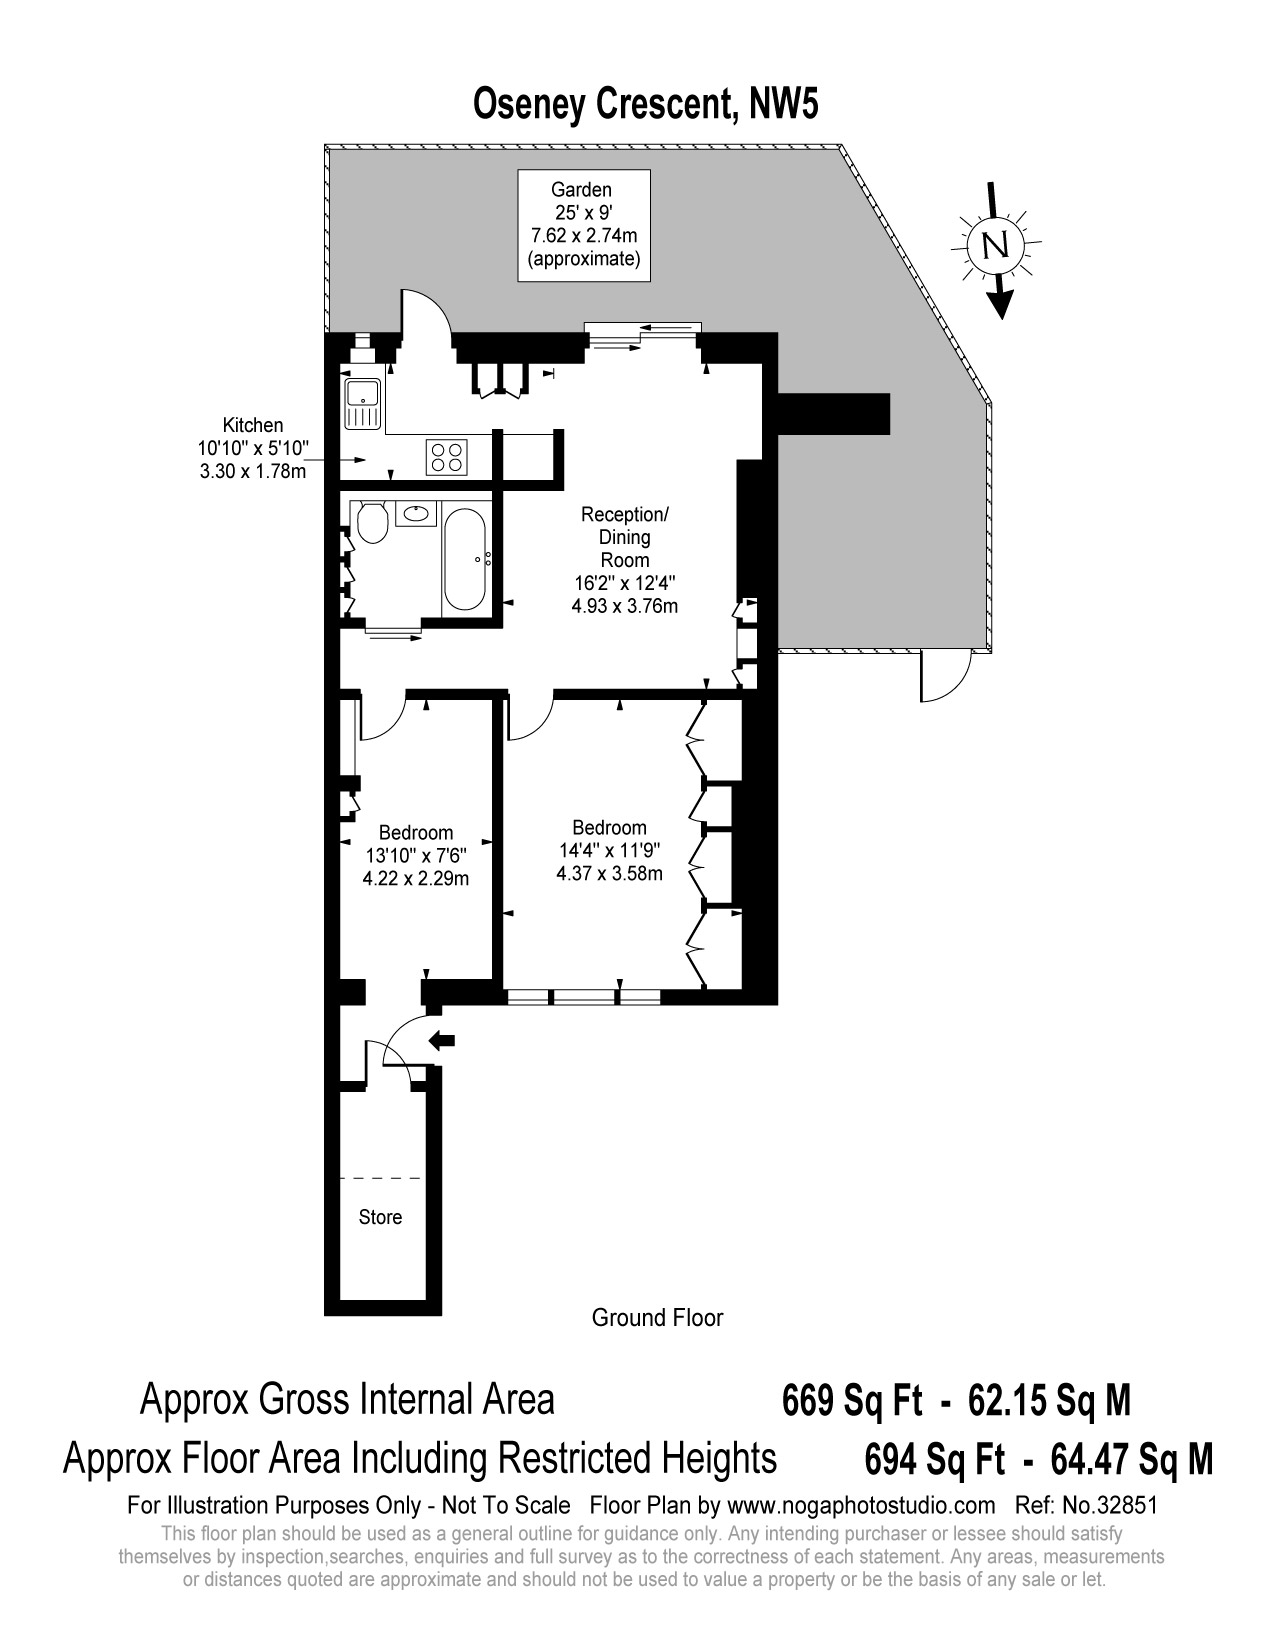 Oseney Crescent, NW5
Garden
25' x 9'
7.62 x 2.74m
(approximate)
N
Kitchen
10'10" x 5'10"
3.30 x 1.78m
Reception/
Dining
Room
16'2" x 12'4"
4.93 x 3.76m
Bedroom
13'10" x 7'6"
4.22 x 2.29m
Bedroom
14'4" x 11'9"
4.37 x 3.58m
Store
Ground Floor
Approx Gross Internal Area 669 Sq Ft - 62.15 Sq M
Approx Floor Area Including Restricted Heights 694 Sq Ft - 64.47 Sq M
For Illustration Purposes Only - Not To Scale Floor Plan by www.nogaphotostudio.com Ref: No.32851
This floor plan should be used as a general outline for guidance only. Any intending purchaser or lessee should satisfy
themselves by inspection,searches, enquiries and full survey as to the correctness of each statement. Any areas, measurements
or distances quoted are approximate and should not be used to value a property or be the basis of any sale or let.